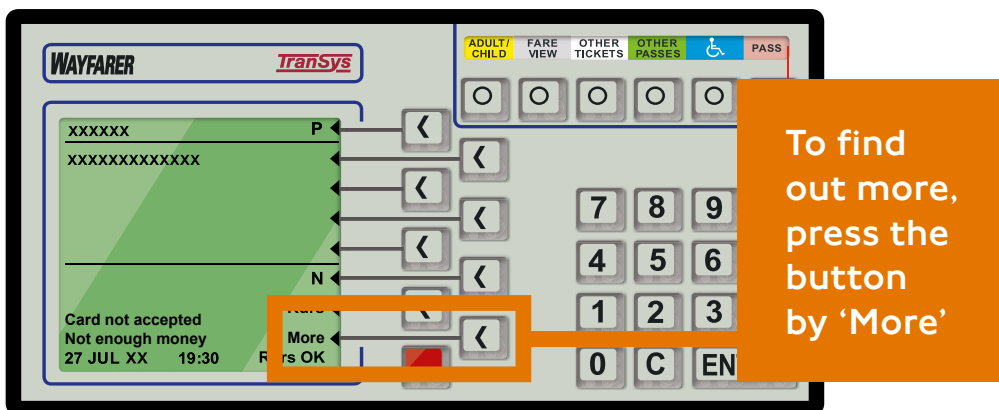 WAYFARER TranSys
ADULT/ CHILD FARE VIEW OTHER TICKETS OTHER PASSES PASS
xxxxxx P
xxxxxxxxxxxxx
N
Card not accepted
Not enough money More
27 JUL XX 19:30 OK
7 8 9
4 5 6
1 2 3
0 C
To find
out more,
press the
button
by ‘More’